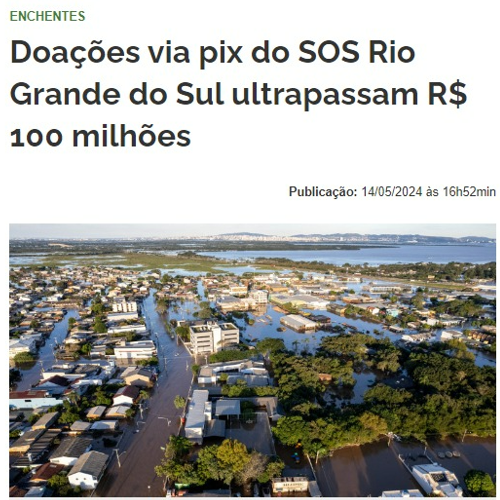 ENCHENTES
Doações via pix do SOS Rio
Grande do Sul ultrapassam R$
100 milhões
Publicação: 14/05/2024 às 16h52min